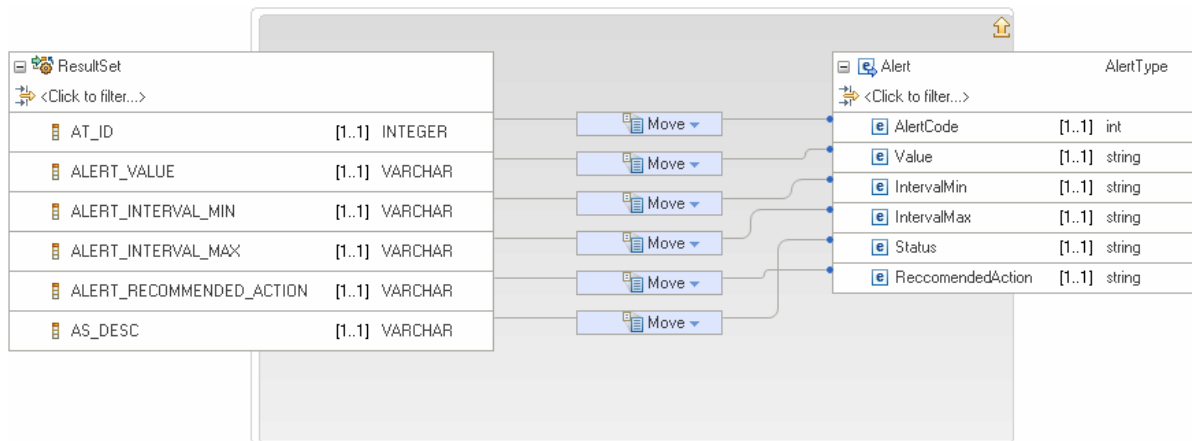 ResultSet
<Click to filter...>
AT_ID [1..1] INTEGER
ALERT_VALUE [1..1] VARCHAR
ALERT_INTERVAL_MIN [1..1] VARCHAR
ALERT_INTERVAL_MAX [1..1] VARCHAR
ALERT_RECOMMENDED_ACTION [1..1] VARCHAR
AS_DESC [1..1] VARCHAR
Move
Move
Move
Move
Move
Move
Alert AlertType
<Click to filter...>
AlertCode [1..1] int
Value [1..1] string
IntervalMin [1..1] string
IntervalMax [1..1] string
Status [1..1] string
ReccomendedAction [1..1] string